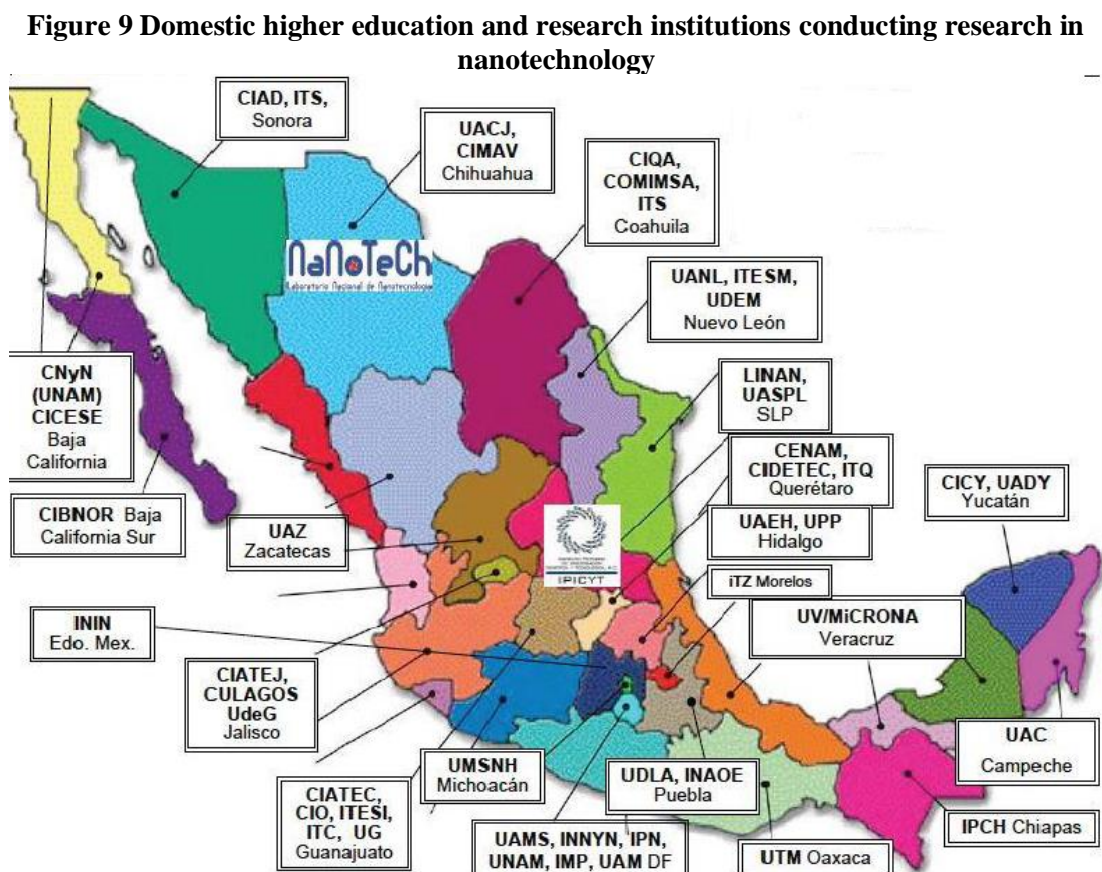 Figure 9 Domestic higher education and research institutions conducting research in
nanotechnology
CIAD, ITS,
Sonora
UACJ,
CIMAV
Chihuahua
CIQA,
COMIMSA,
ITS
Coahuila
NaNoTeCh
Laboratorio Nacional de Nanotecnología
UANL, ITESM,
UDEM
Nuevo León
CNyN
(UNAM)
CICESE
Baja
California
LINAN,
UASPL
SLP
CENAM,
CIDETEC, ITQ
Querétaro
CICY, UADY
Yucatán
CIBNOR Baja
California Sur
UAZ
Zacatecas
IPICYT
UAEH, UPP
Hidalgo
iTZ Morelos
UV/MiCRONA
Veracruz
ININ
Edo. Mex.
CIATEJ,
CULAGOS
UdeG
Jalisco
UMSNH
Michoacán
UDLA, INAOE
Puebla
UAC
Campeche
CIATEC,
CIO, ITESI,
ITC, UG
Guanajuato
UAMS, INNYN, IPN,
UNAM, IMP, UAM DF
UTM Oaxaca
IPCH Chiapas